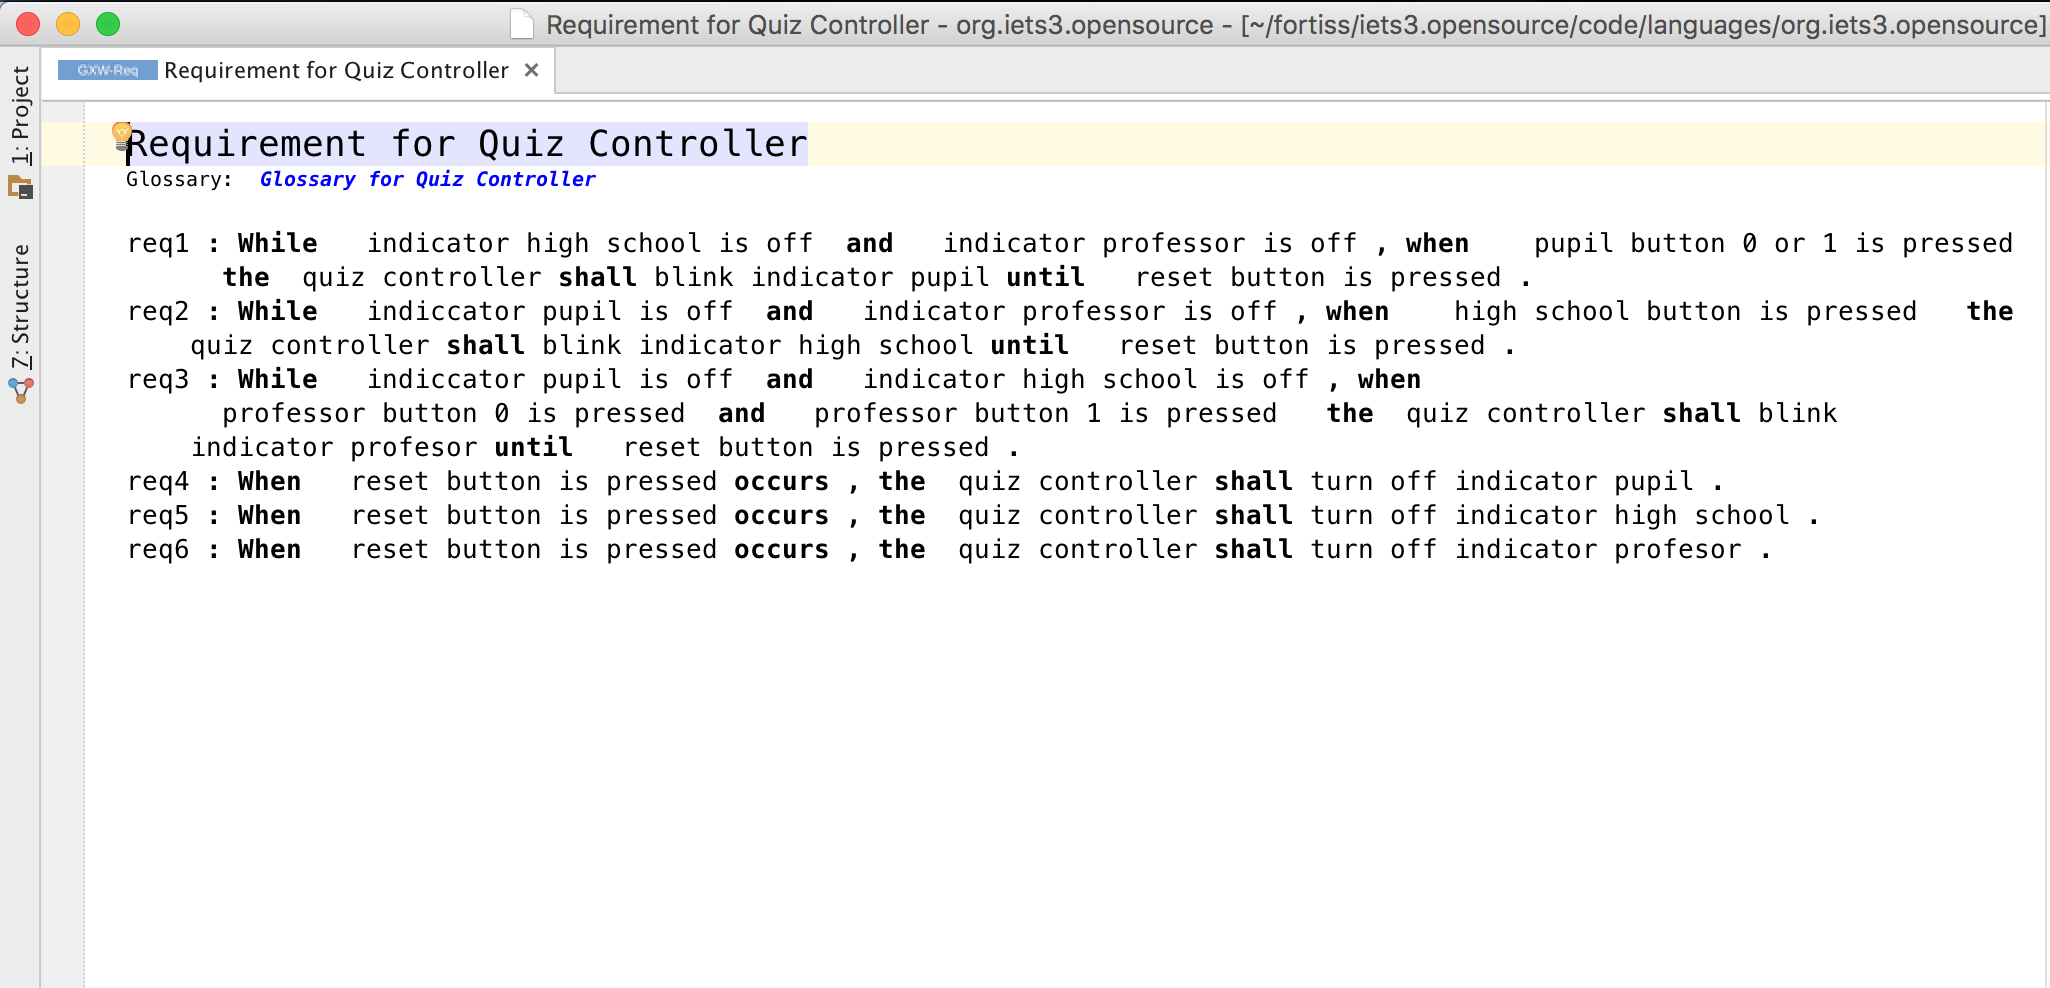 Requirement for Quiz Controller - org.iets3.opensource - [~/fortiss/iets3.opensource/code/languages/org.iets3.opensource]
GXW-Req Requirement for Quiz Controller ✕
1: Project
7: Structure
Requirement for Quiz Controller
Glossary: Glossary for Quiz Controller
req1 : While indicator high school is off and indicator professor is off , when pupil button 0 or 1 is pressed
the quiz controller shall blink indicator pupil until reset button is pressed .
req2 : While indiccator pupil is off and indicator professor is off , when high school button is pressed the
quiz controller shall blink indicator high school until reset button is pressed .
req3 : While indiccator pupil is off and indicator high school is off , when
professor button 0 is pressed and professor button 1 is pressed the quiz controller shall blink
indicator profesor until reset button is pressed .
req4 : When reset button is pressed occurs , the quiz controller shall turn off indicator pupil .
req5 : When reset button is pressed occurs , the quiz controller shall turn off indicator high school .
req6 : When reset button is pressed occurs , the quiz controller shall turn off indicator profesor .